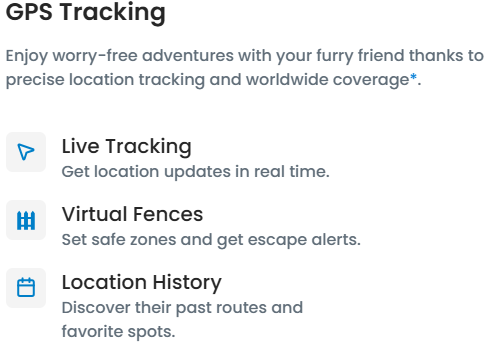 GPS Tracking
Enjoy worry-free adventures with your furry friend thanks to
precise location tracking and worldwide coverage*.
Live Tracking
Get location updates in real time.
Virtual Fences
Set safe zones and get escape alerts.
Location History
Discover their past routes and
favorite spots.